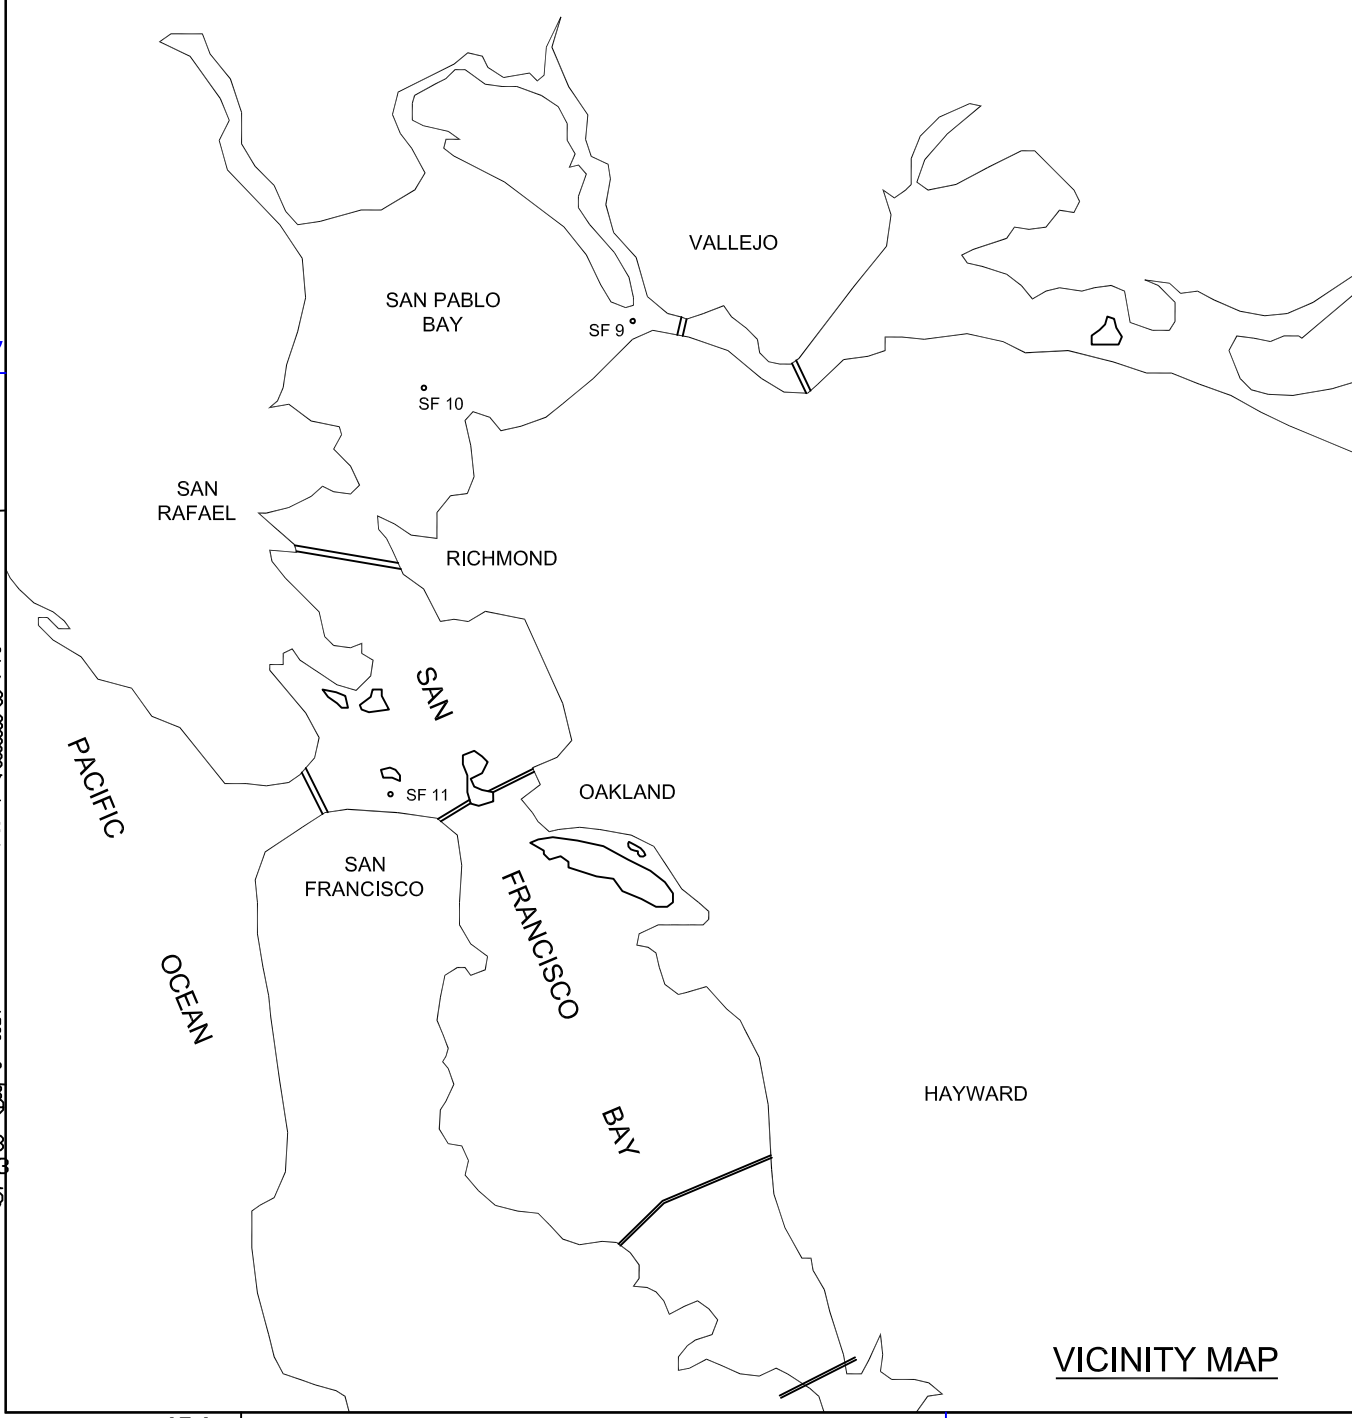 VALLEJO
SAN PABLO
BAY
SF 9
SF 10
SAN
RAFAEL
RICHMOND
SAN
PACIFIC
OAKLAND
SF 11
SAN
FRANCISCO
FRANCISCO
OCEAN
HAYWARD
BAY
VICINITY MAP